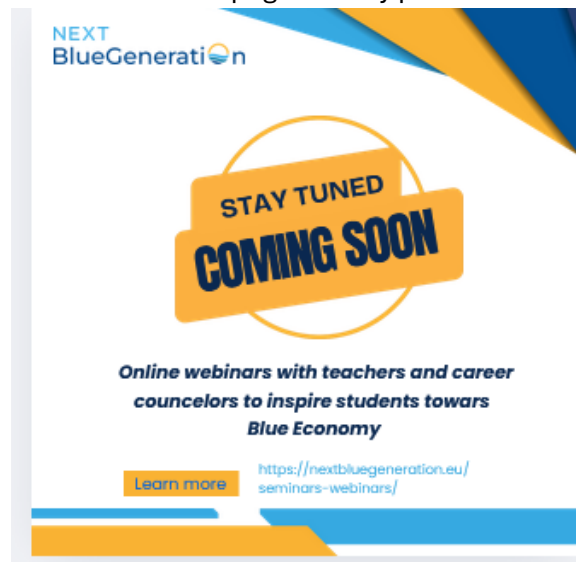 NEXT
BlueGeneration
STAY TUNED
COMING SOON
Online webinars with teachers and career
councelors to inspire students towars
Blue Economy
Learn more
https://nextbluegeneration.eu/
seminars-webinars/